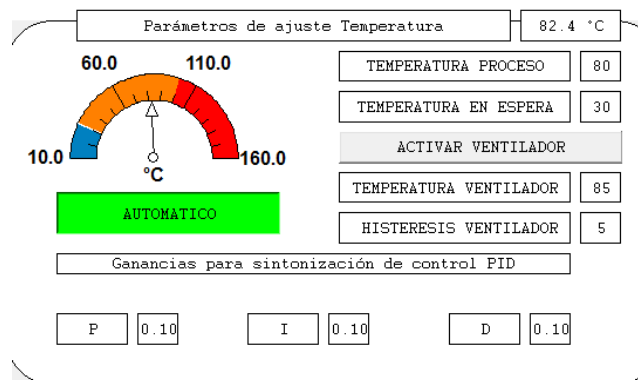 Parámetros de ajuste Temperatura 82.4 °C
60.0 110.0
10.0 160.0
°C
AUTOMATICO
TEMPERATURA PROCESO 80
TEMPERATURA EN ESPERA 30
ACTIVAR VENTILADOR
TEMPERATURA VENTILADOR 85
HISTERESIS VENTILADOR 5
Ganancias para sintonización de control PID
P 0.10 I 0.10 D 0.10